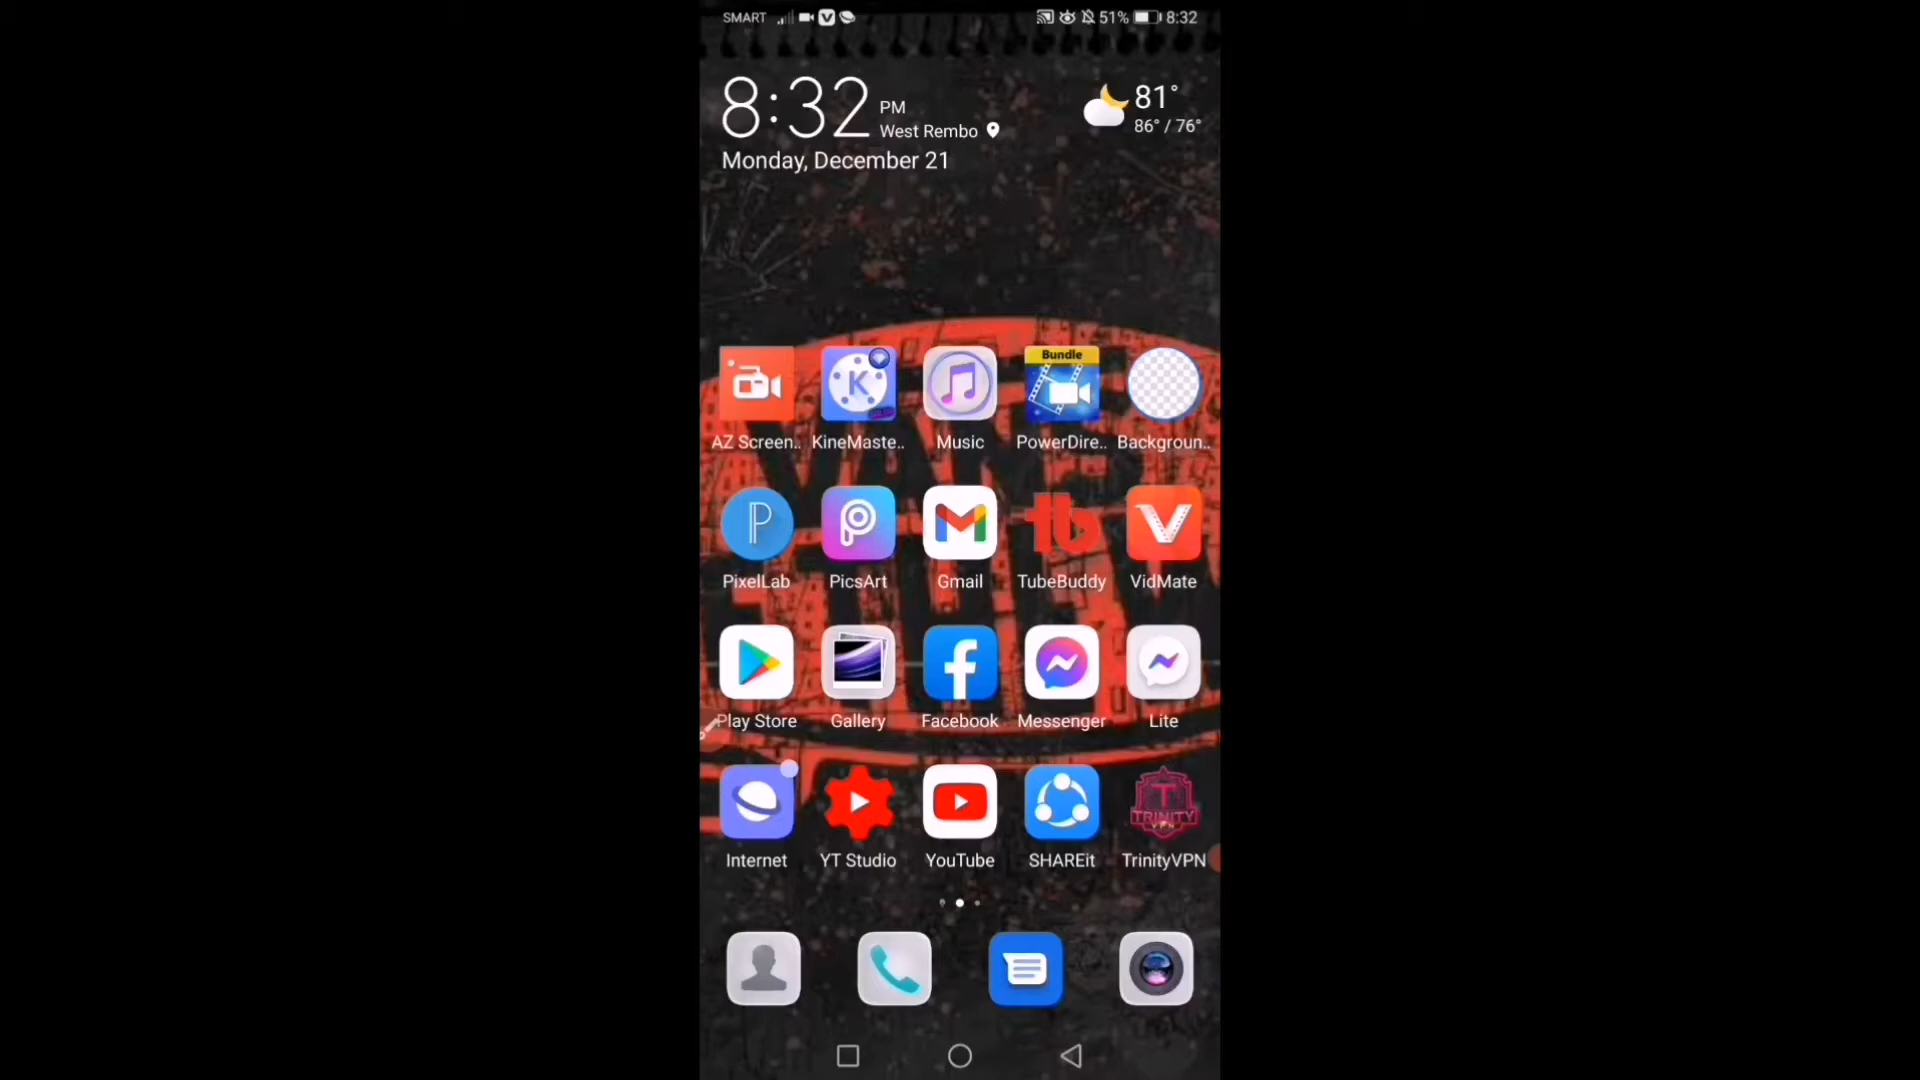 SMART 51% 8:32
8:32 PM
West Rembo
Monday, December 21
81°
86° / 76°
Bundle
AZ Screen.. KineMaste.. Music PowerDire.. Backgroun..
PixelLab PicsArt Gmail TubeBuddy VidMate
Play Store Gallery Facebook Messenger Lite
TRINITY
VPN
Internet YT Studio YouTube SHAREit TrinityVPN